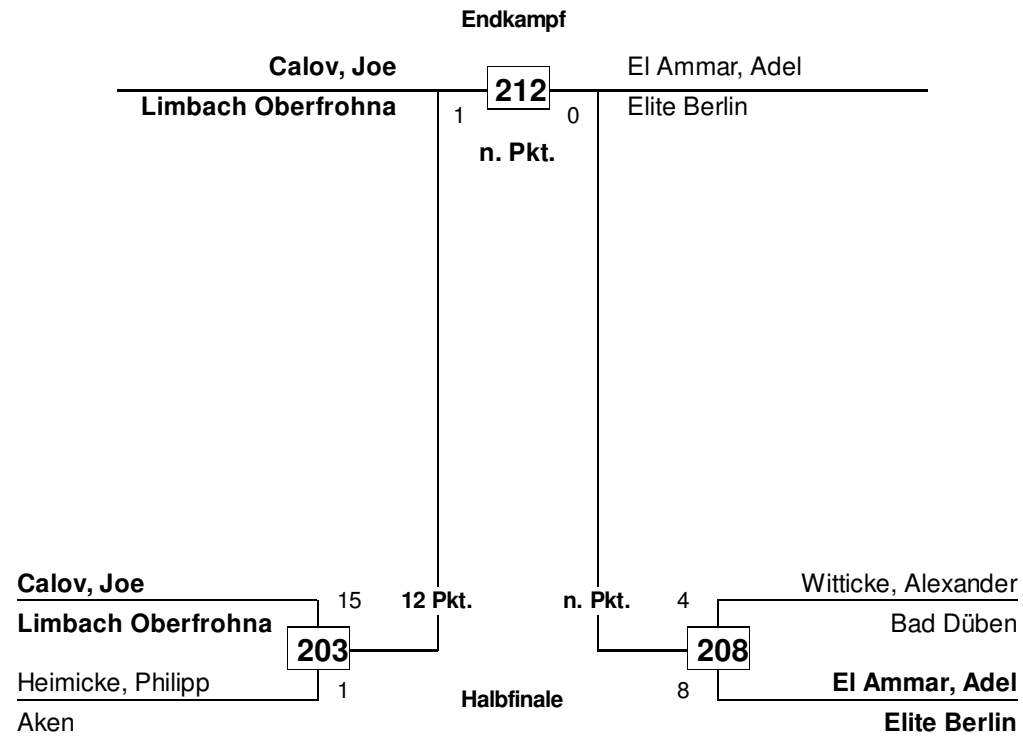 Endkampf
Calov, Joe 212 El Ammar, Adel
Limbach Oberfrohna 1 0 Elite Berlin
n. Pkt.
Calov, Joe 15 12 Pkt. n. Pkt. 4 Witticke, Alexander
Limbach Oberfrohna 203 208 Bad Düben
Heimicke, Philipp 1 Halbfinale 8 El Ammar, Adel
Aken Elite Berlin